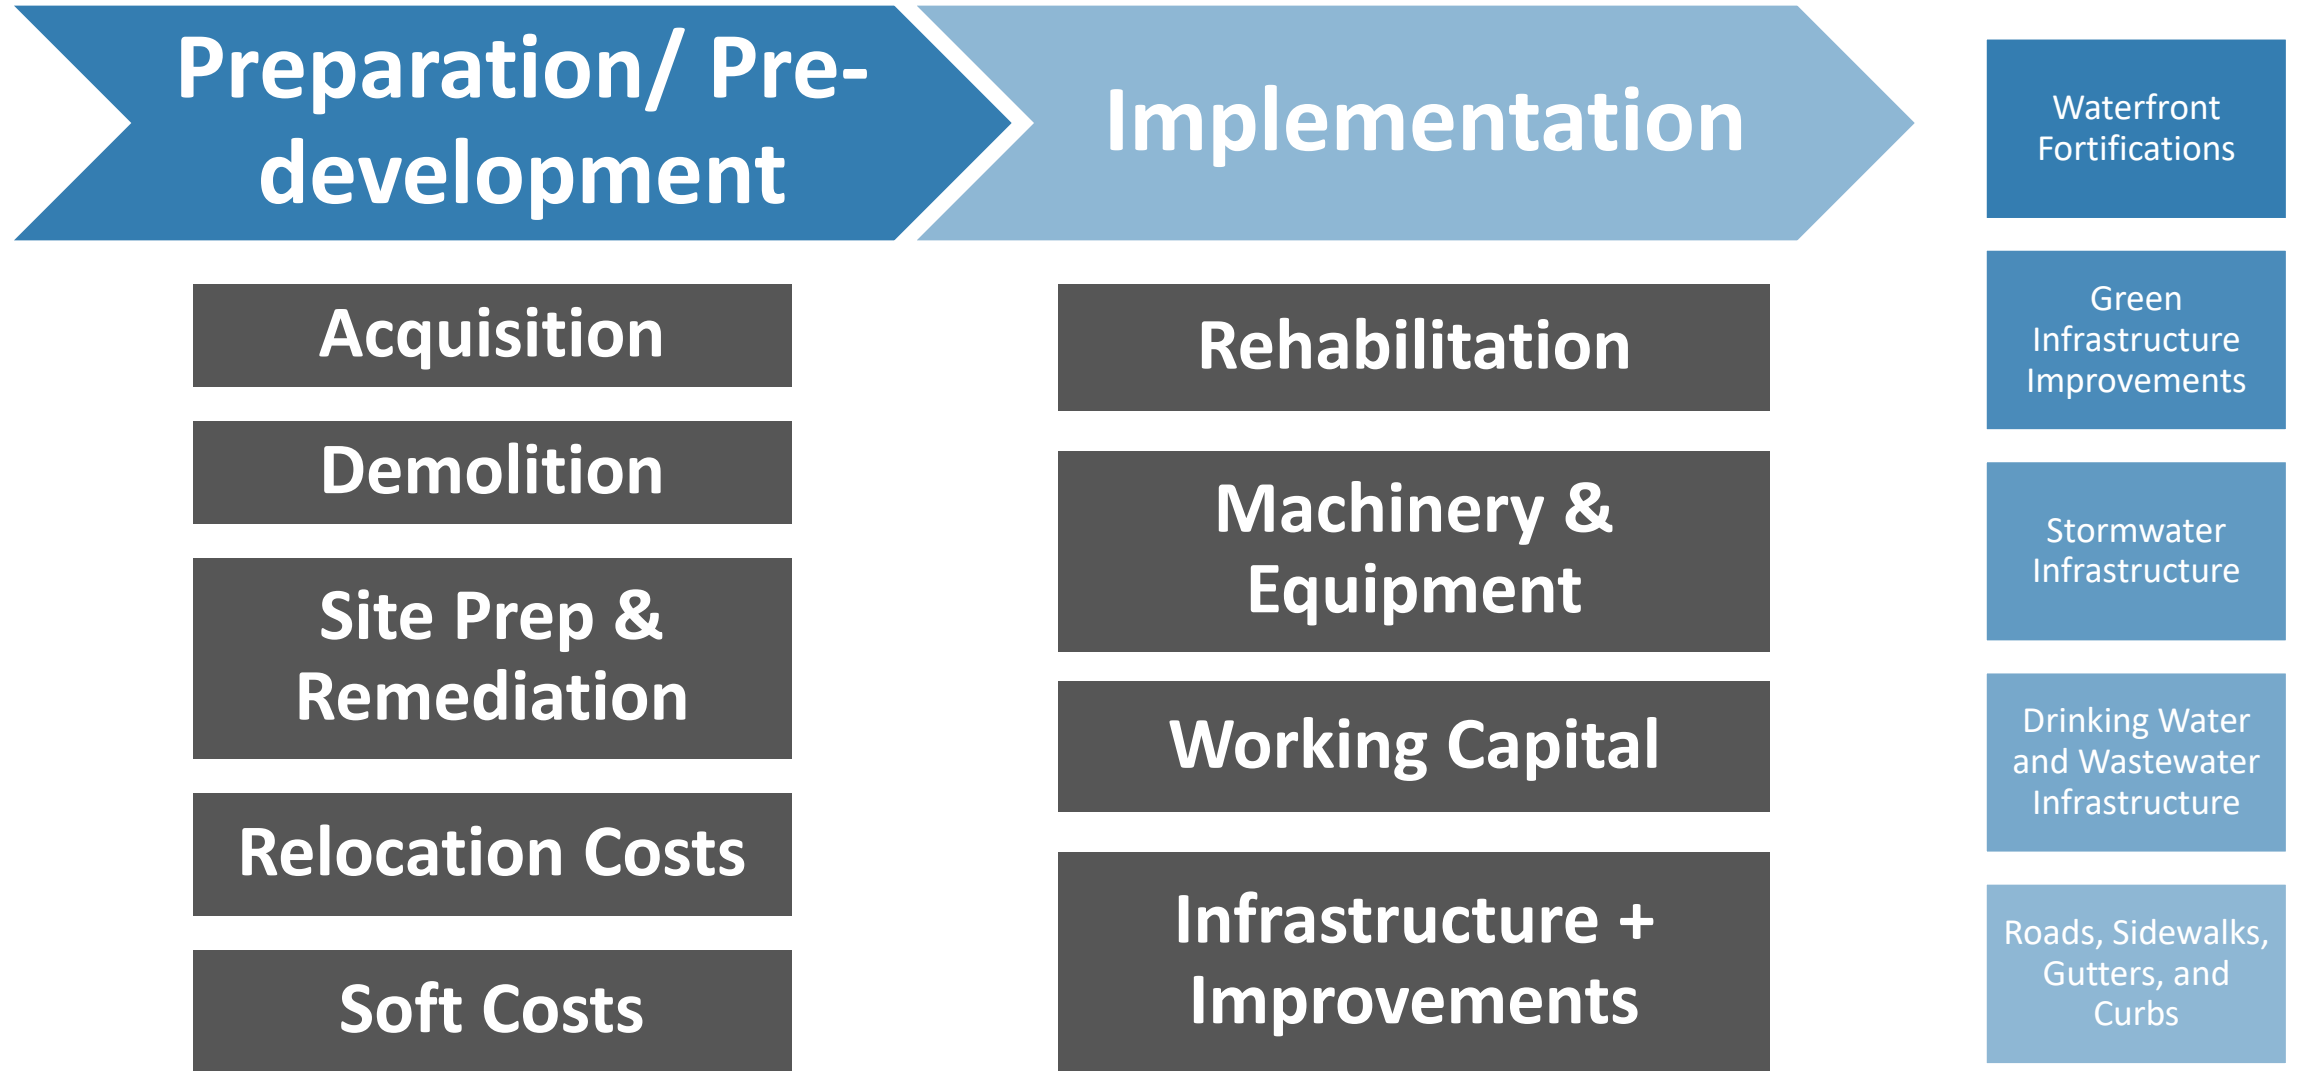 Preparation/ Pre-
development
Acquisition
Demolition
Site Prep &
Remediation
Relocation Costs
Soft Costs
Implementation
Rehabilitation
Machinery &
Equipment
Working Capital
Infrastructure +
Improvements
Waterfront
Fortifications
Green
Infrastructure
Improvements
Stormwater
Infrastructure
Drinking Water
and Wastewater
Infrastructure
Roads, Sidewalks,
Gutters, and
Curbs